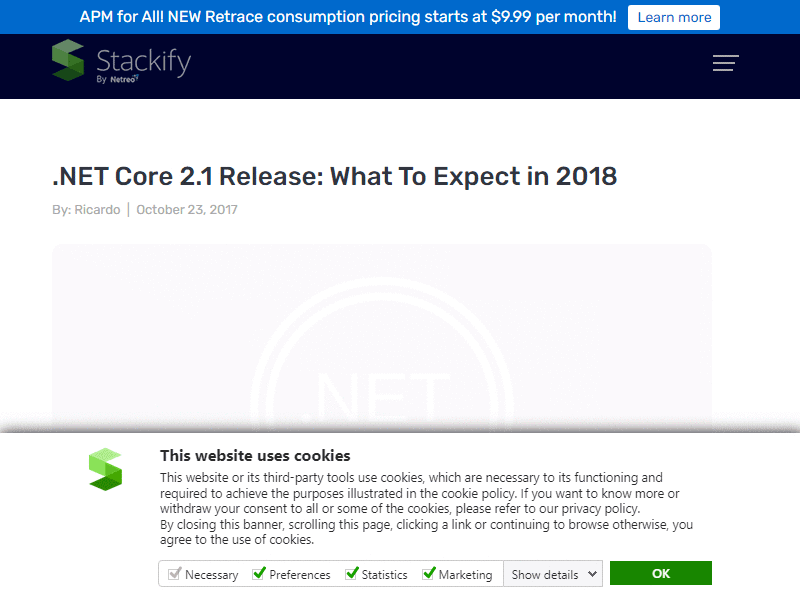 APM for All! NEW Retrace consumption pricing starts at $9.99 per month! Learn more
Stackify
By Netreo
.NET Core 2.1 Release: What To Expect in 2018
By: Ricardo | October 23, 2017
.NET
This website uses cookies
This website or its third-party tools use cookies, which are necessary to its functioning and
required to achieve the purposes illustrated in the cookie policy. If you want to know more or
withdraw your consent to all or some of the cookies, please refer to our privacy policy.
By closing this banner, scrolling this page, clicking a link or continuing to browse otherwise, you
agree to the use of cookies.
Necessary Preferences Statistics Marketing Show details OK